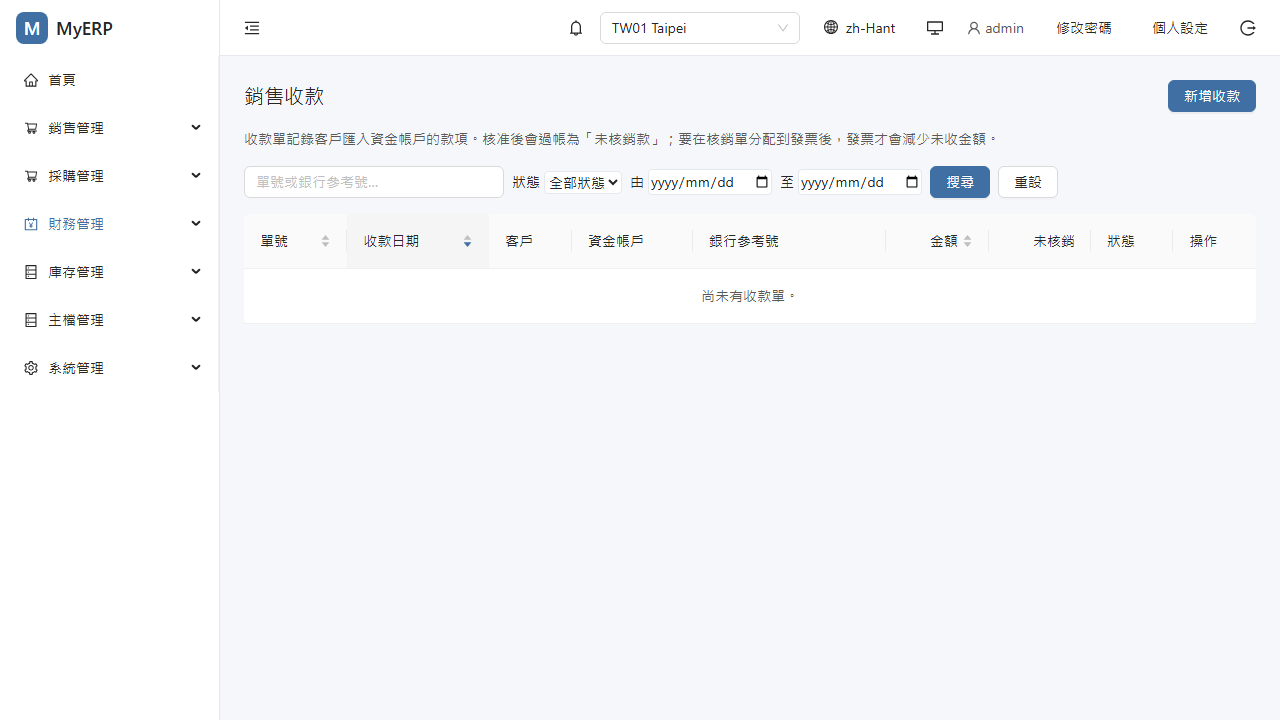 M MyERP
TW01 Taipei
zh-Hant
admin
修改密碼
個人設定
首頁
銷售管理
採購管理
財務管理
庫存管理
主檔管理
系統管理
銷售收款
新增收款
收款單記錄客戶匯入資金帳戶的款項。核准後會過帳為「未核銷款」；要在核銷單分配到發票後，發票才會減少未收金額。
單號或銀行參考號...
狀態 全部狀態 由 yyyy/mm/dd 至 yyyy/mm/dd 搜尋 重設
單號 收款日期 客戶 資金帳戶 銀行參考號 金額 未核銷 狀態 操作
尚未有收款單。